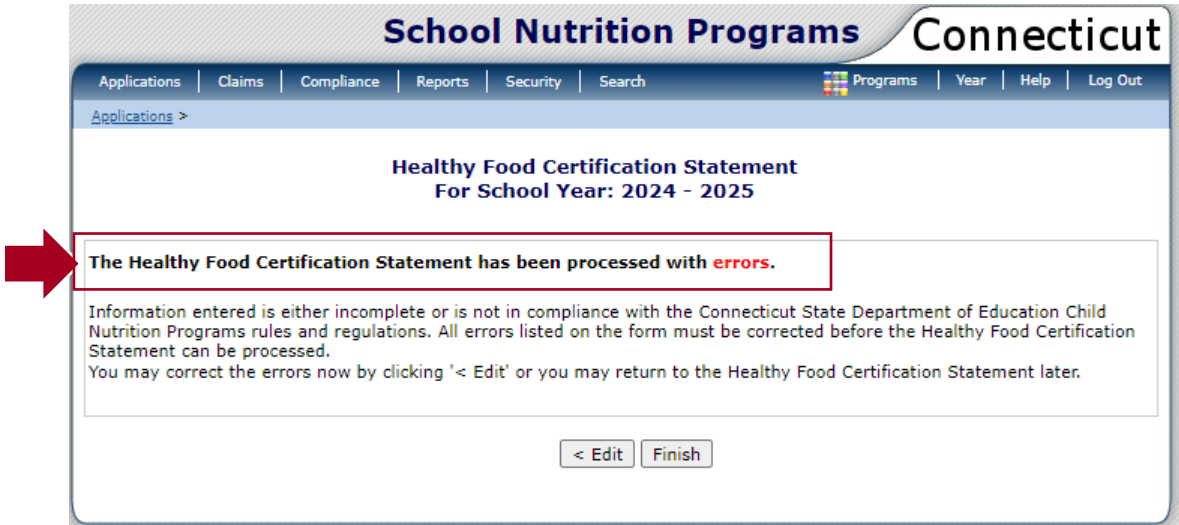 School Nutrition Programs Connecticut
Applications | Claims | Compliance | Reports | Security | Search Programs | Year | Help | Log Out
Applications >
Healthy Food Certification Statement
For School Year: 2024 - 2025
The Healthy Food Certification Statement has been processed with errors.
Information entered is either incomplete or is not in compliance with the Connecticut State Department of Education Child
Nutrition Programs rules and regulations. All errors listed on the form must be corrected before the Healthy Food Certification
Statement can be processed.
You may correct the errors now by clicking '< Edit' or you may return to the Healthy Food Certification Statement later.
< Edit Finish